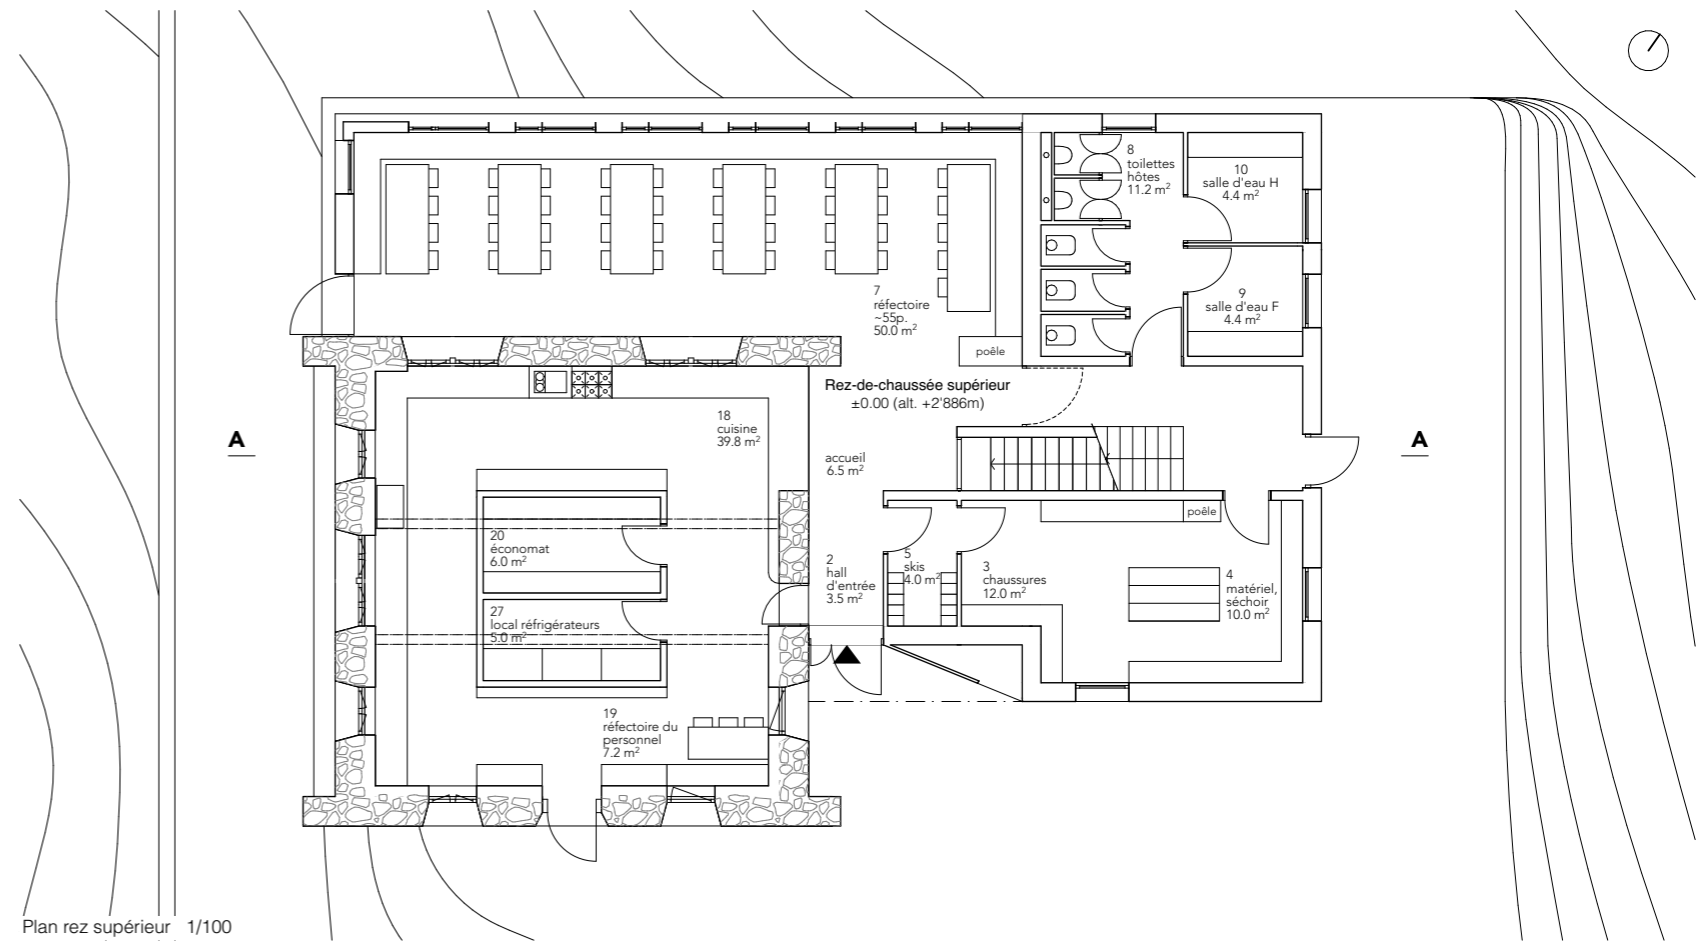 8
toilettes
hôtes
11.2 m²
10
salle d'eau H
4.4 m²
9
salle d'eau F
4.4 m²
7
réfectoire
~55p.
50.0 m²
poêle
Rez-de-chaussée supérieur
±0.00 (alt. +2'886m)
18
cuisine
39.8 m²
A
A
accueil
6.5 m²
poêle
20
économat
6.0 m²
2
hall
d'entrée
3.5 m²
5
skis
4.0 m²
3
chaussures
12.0 m²
4
matériel,
séchoir
10.0 m²
27
local réfrigérateurs
5.0 m²
19
réfectoire du
personnel
7.2 m²
Plan rez supérieur 1/100